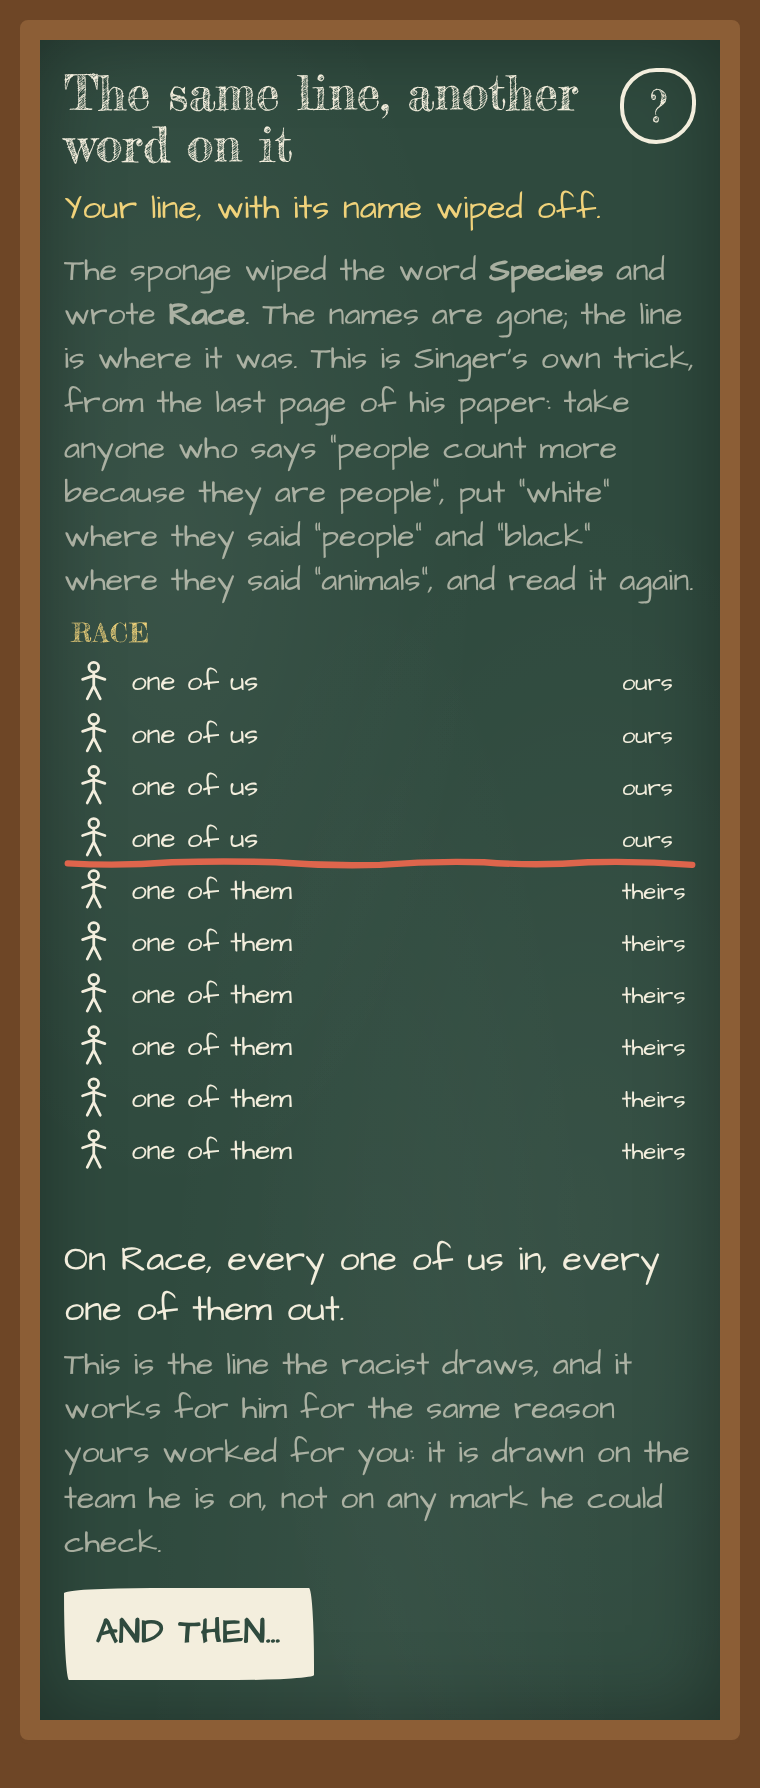 The same line, another
word on it
?
Your line, with its name wiped off.
The sponge wiped the word Species and
wrote Race. The names are gone; the line
is where it was. This is Singer's own trick,
from the last page of his paper: take
anyone who says "people count more
because they are people", put "white"
where they said "people" and "black"
where they said "animals", and read it again.
RACE
one of us ours
one of us ours
one of us ours
one of us ours
one of them theirs
one of them theirs
one of them theirs
one of them theirs
one of them theirs
one of them theirs
On Race, every one of us in, every
one of them out.
This is the line the racist draws, and it
works for him for the same reason
yours worked for you: it is drawn on the
team he is on, not on any mark he could
check.
AND THEN...